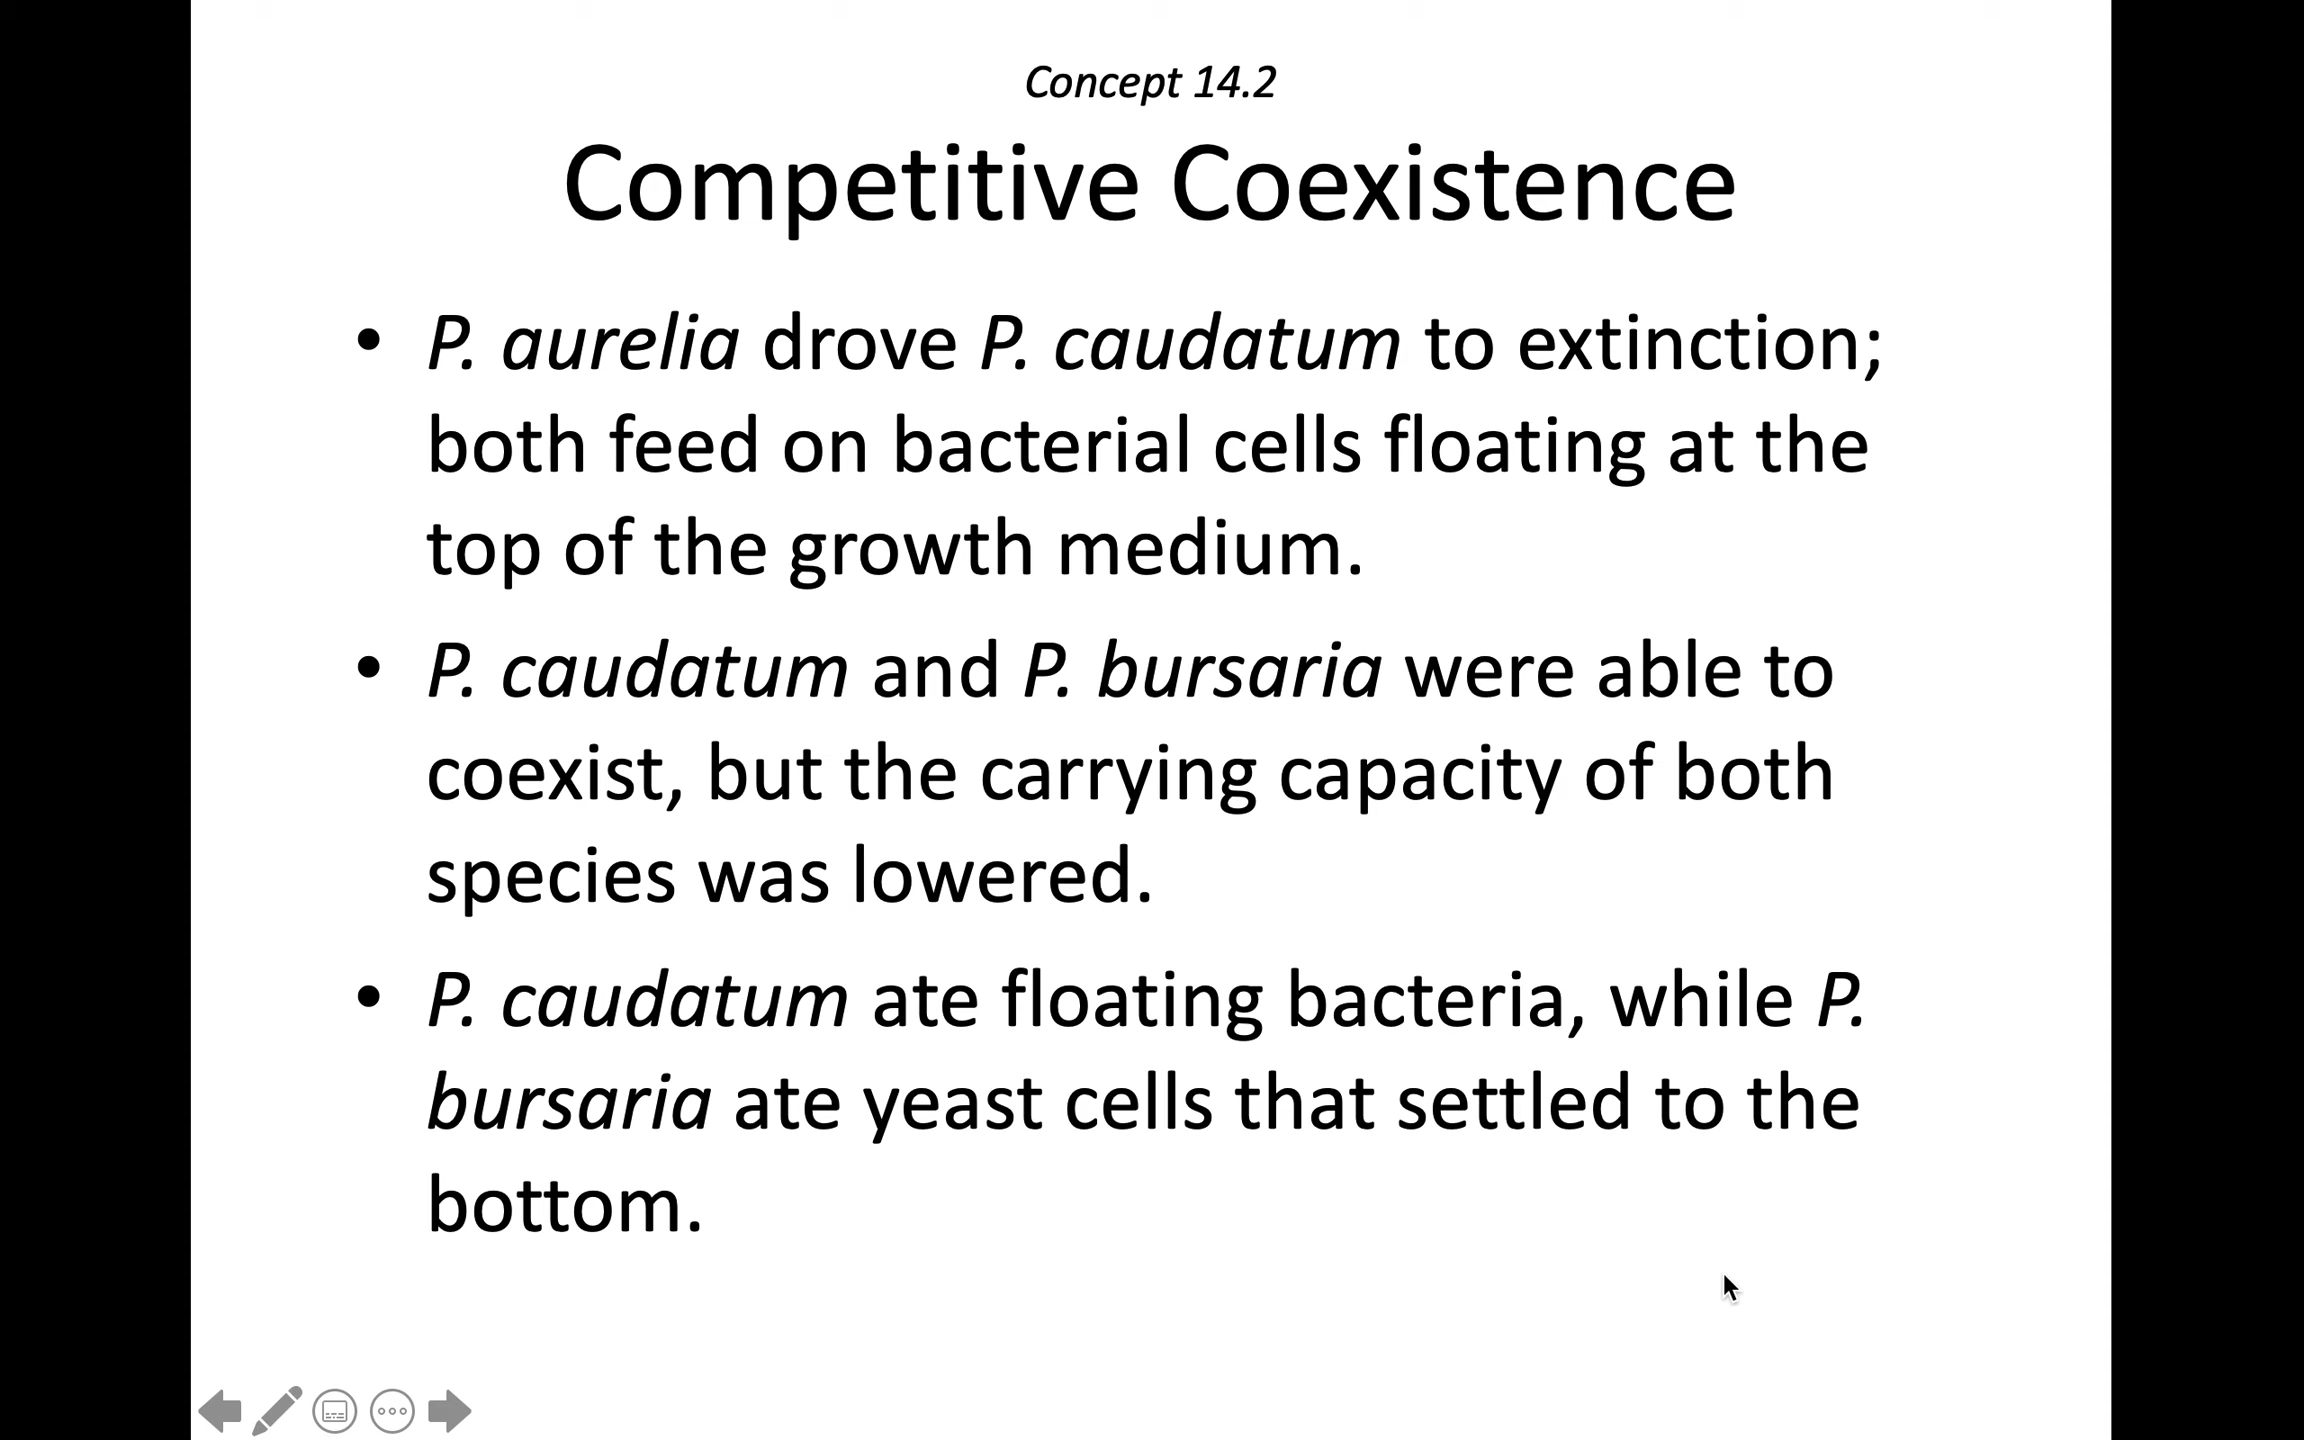 Concept 14.2
Competitive Coexistence
• P. aurelia drove P. caudatum to extinction;
both feed on bacterial cells floating at the
top of the growth medium.
• P. caudatum and P. bursaria were able to
coexist, but the carrying capacity of both
species was lowered.
• P. caudatum ate floating bacteria, while P.
bursaria ate yeast cells that settled to the
bottom.